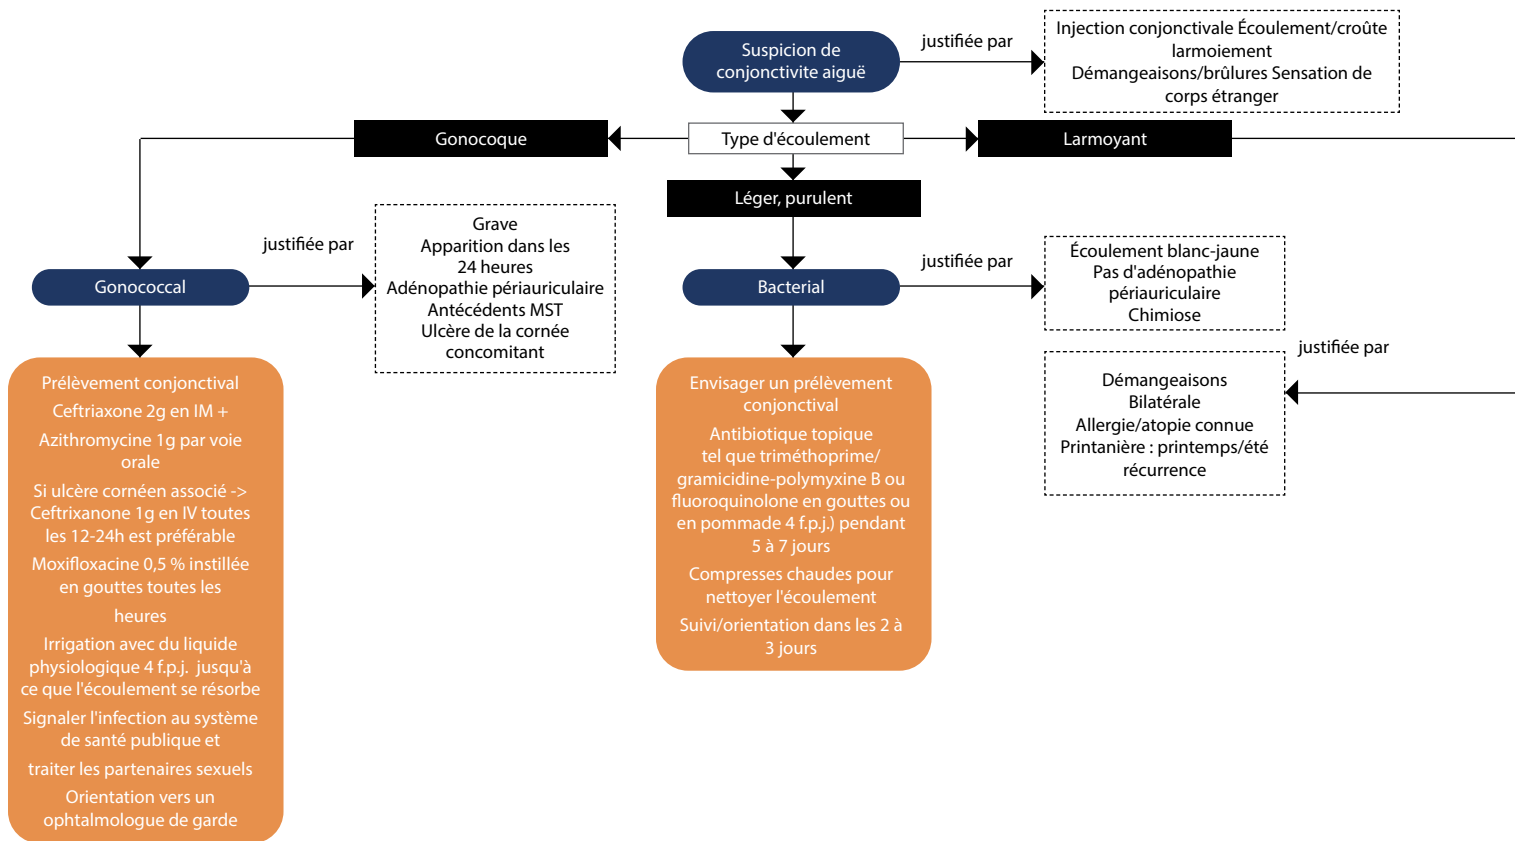 Suspicion de
conjonctivite aiguë
justifiée par
Injection conjonctivale Écoulement/croûte
larmoiement
Démangeaisons/brûlures Sensation de
corps étranger
Gonocoque
Type d'écoulement
Larmoyant
Léger, purulent
justifiée par
Grave
Apparition dans les
24 heures
Adénopathie périauriculaire
Antécédents MST
Ulcère de la cornée
concomitant
Gonococcal
Bacterial
justifiée par
Écoulement blanc-jaune
Pas d'adénopathie
périauriculaire
Chimiose
justifiée par
Démangeaisons
Bilatérale
Allergie/atopie connue
Printanière : printemps/été
récurrence
Prélèvement conjonctival
Ceftriaxone 2g en IM +
Azithromycine 1g par voie
orale
Si ulcère cornéen associé ->
Ceftrixanone 1g en IV toutes
les 12-24h est préférable
Moxifloxacine 0,5 % instillée
en gouttes toutes les
heures
Irrigation avec du liquide
physiologique 4 f.p.j. jusqu'à
ce que l'écoulement se résorbe
Signaler l'infection au système
de santé publique et
traiter les partenaires sexuels
Orientation vers un
ophtalmologue de garde
Envisager un prélèvement
conjonctival
Antibiotique topique
tel que triméthoprime/
gramicidine-polymyxine B ou
fluoroquinolone en gouttes ou
en pommade 4 f.p.j.) pendant
5 à 7 jours
Compresses chaudes pour
nettoyer l'écoulement
Suivi/orientation dans les 2 à
3 jours